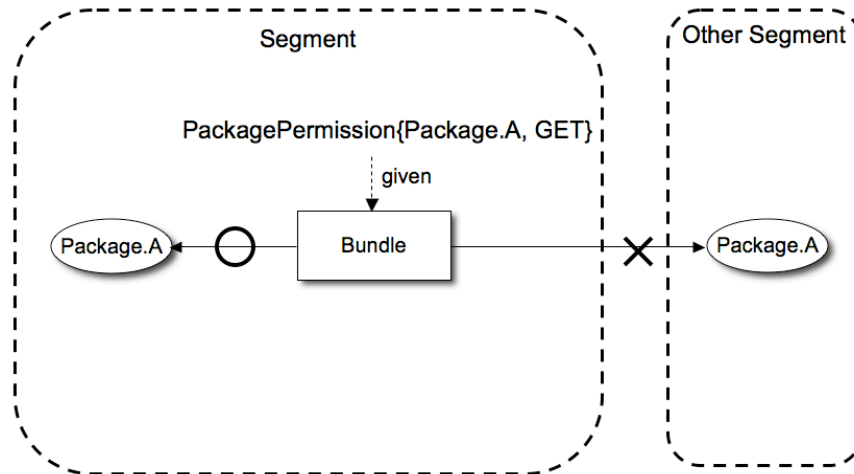 Segment
Other Segment
PackagePermission{Package.A, GET}
given
Package.A
Bundle
Package.A